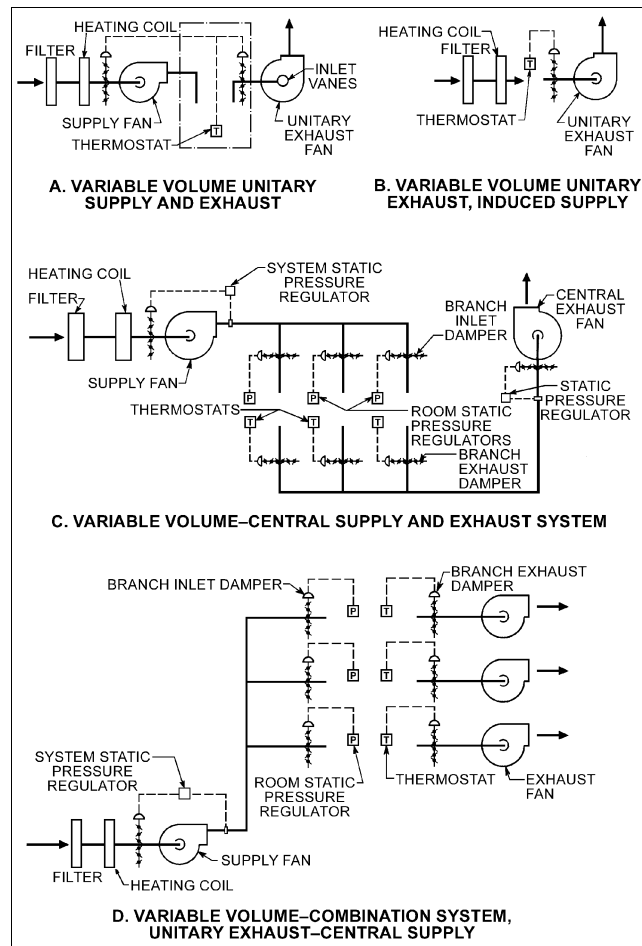 FILTER
HEATING COIL
SUPPLY FAN
THERMOSTAT
T
INLET
VANES
UNITARY
EXHAUST
FAN
A. VARIABLE VOLUME UNITARY
SUPPLY AND EXHAUST
HEATING COIL
FILTER
T
THERMOSTAT
UNITARY
EXHAUST
FAN
B. VARIABLE VOLUME UNITARY
EXHAUST, INDUCED SUPPLY
HEATING COIL
FILTER
SYSTEM STATIC
PRESSURE
REGULATOR
SUPPLY FAN
BRANCH
INLET
DAMPER
CENTRAL
EXHAUST
FAN
P P P
THERMOSTATS
T T T
ROOM STATIC
PRESSURE
REGULATORS
STATIC
PRESSURE
REGULATOR
BRANCH
EXHAUST
DAMPER
C. VARIABLE VOLUME–CENTRAL SUPPLY AND EXHAUST SYSTEM
BRANCH INLET DAMPER
BRANCH EXHAUST
DAMPER
P T
P T
P T
SYSTEM STATIC
PRESSURE
REGULATOR
ROOM STATIC
PRESSURE
REGULATOR
THERMOSTAT
EXHAUST
FAN
SUPPLY FAN
FILTER
HEATING COIL
D. VARIABLE VOLUME–COMBINATION SYSTEM,
UNITARY EXHAUST–CENTRAL SUPPLY